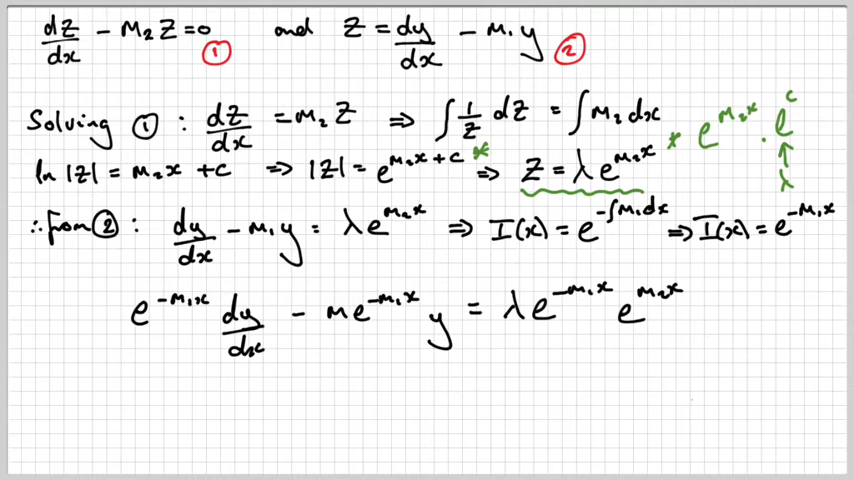 dZ/dx - m₂Z = 0 and Z = dy/dx - m₁y
① ②
Solving ① : dZ/dx = m₂Z ⇒ ∫ 1/Z dZ = ∫ m₂dx
* e^(m₂x) . e^c
ln|Z| = m₂x + c ⇒ |Z| = e^(m₂x + c) * ⇒ Z = λe^(m₂x)
↑
λ
∴ from ② : dy/dx - m₁y = λe^(m₂x) ⇒ I(x) = e^(-∫m₁dx) ⇒ I(x) = e^(-m₁x)
e^(-m₁x) dy/dx - me^(-m₁x) y = λe^(-m₁x) e^(m₂x)